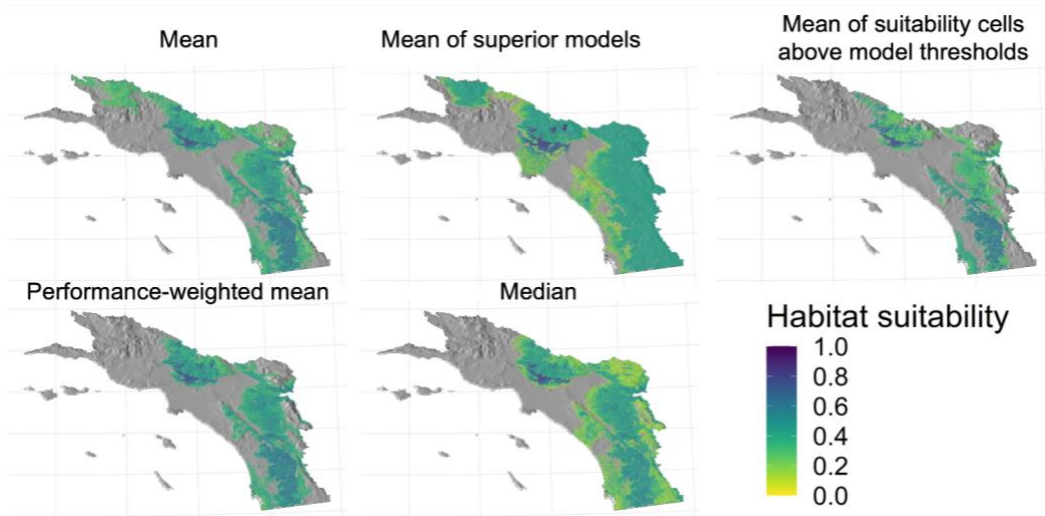 Mean
Mean of superior models
Mean of suitability cells
above model thresholds
Performance-weighted mean
Median
Habitat suitability
1.0
0.8
0.6
0.4
0.2
0.0